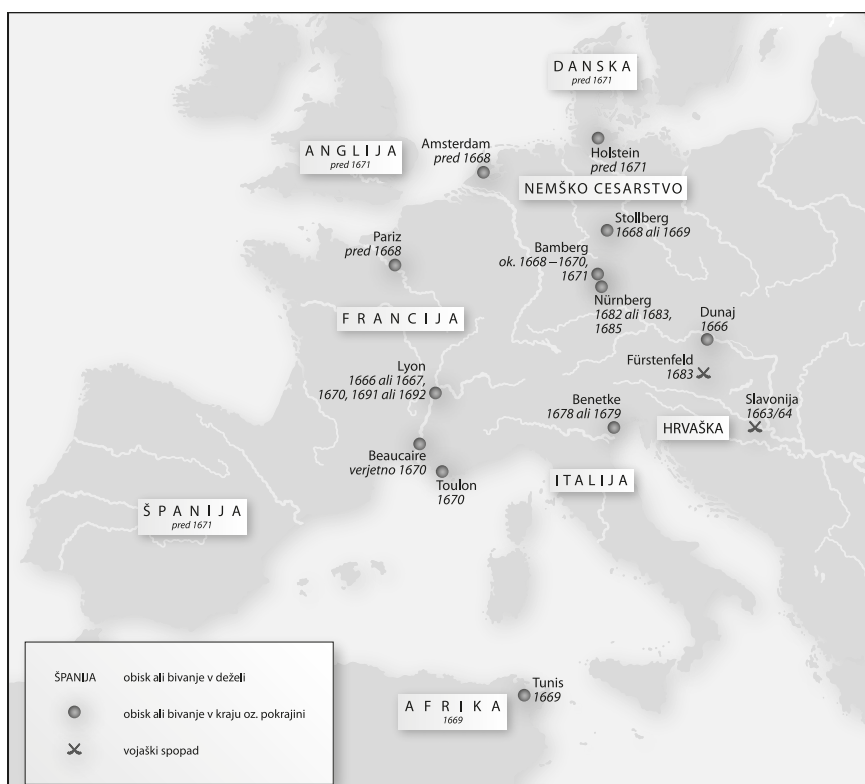 DANSKA
pred 1671
ANGLIJA
pred 1671
Amsterdam
pred 1668
Holstein
pred 1671
NEMŠKO CESARSTVO
Stollberg
1668 ali 1669
Pariz
pred 1668
Bamberg
ok. 1668–1670,
1671
Nürnberg
1682 ali 1683,
1685
Dunaj
1666
FRANCIJA
Fürstenfeld
1683
Lyon
1666 ali 1667,
1670, 1691 ali 1692
Benetke
1678 ali 1679
Slavonija
1663/64
HRVAŠKA
Beaucaire
verjetno 1670
Toulon
1670
ITALIJA
ŠPANIJA
pred 1671
Tunis
1669
AFRIKA
1669
ŠPANIJA obisk ali bivanje v deželi
obisk ali bivanje v kraju oz. pokrajini
vojaški spopad